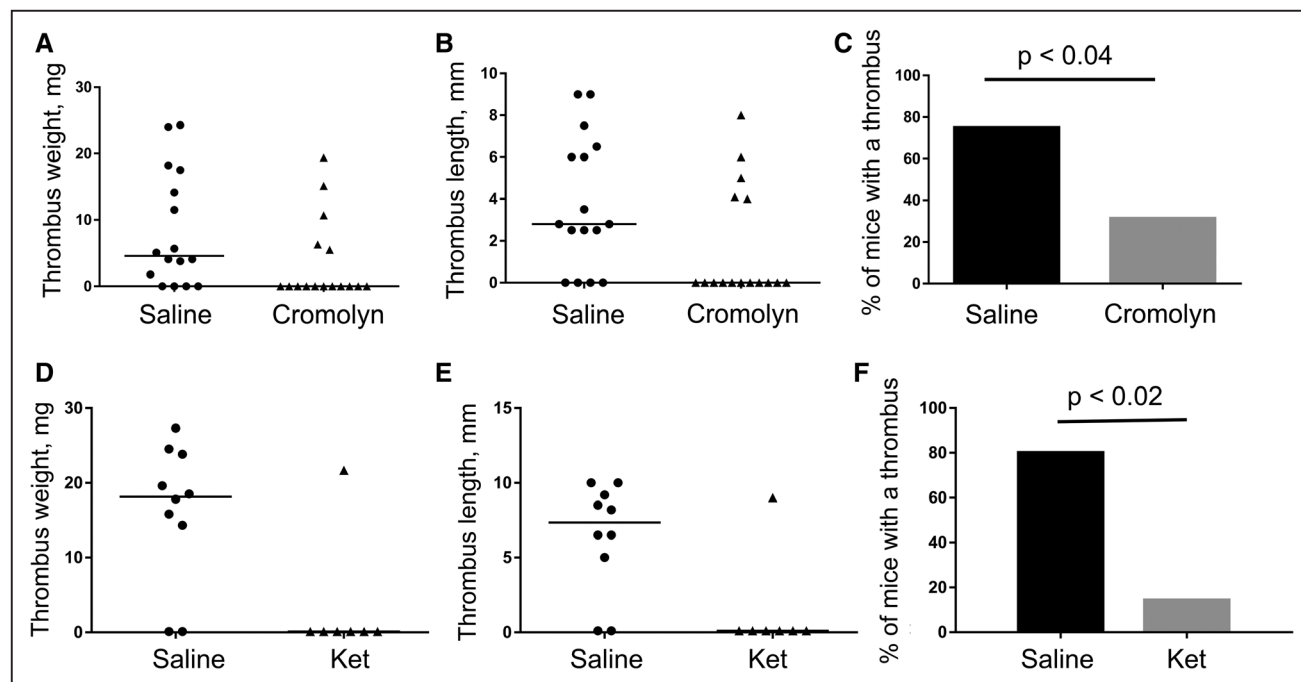 A
Thrombus weight, mg
30
20
10
0
Saline
Cromolyn
B
Thrombus length, mm
10
8
6
4
2
0
Saline
Cromolyn
C
% of mice with a thrombus
100
80
60
40
20
0
p < 0.04
Saline
Cromolyn
D
Thrombus weight, mg
30
20
10
0
Saline
Ket
E
Thrombus length, mm
15
10
5
0
Saline
Ket
F
% of mice with a thrombus
100
80
60
40
20
0
p < 0.02
Saline
Ket